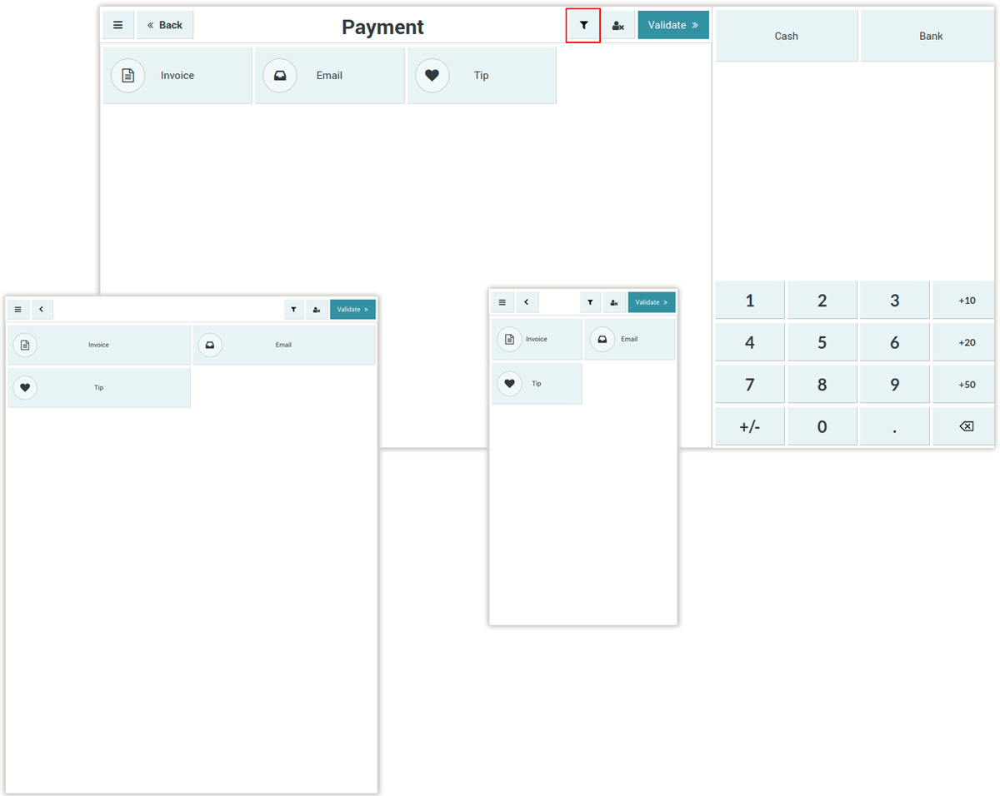 Back
Payment
Validate »
Cash
Bank
Invoice
Email
Tip
1 2 3 +10
4 5 6 +20
7 8 9 +50
+/- 0 .
Validate »
Invoice
Email
Tip
Validate »
Invoice
Email
Tip